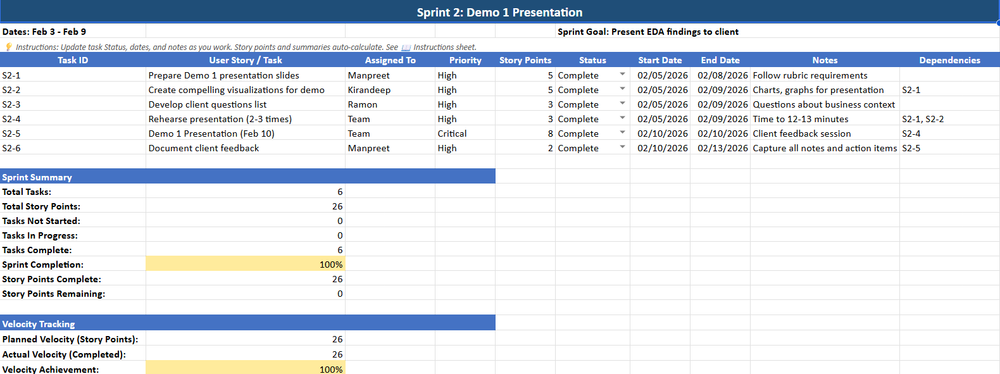 Sprint 2: Demo 1 Presentation
Dates: Feb 3 - Feb 9 Sprint Goal: Present EDA findings to client
Instructions: Update task Status, dates, and notes as you work. Story points and summaries auto-calculate. See 📖 Instructions sheet.
Task ID User Story / Task Assigned To Priority Story Points Status Start Date End Date Notes Dependencies
S2-1 Prepare Demo 1 presentation slides Manpreet High 5 Complete 02/05/2026 02/08/2026 Follow rubric requirements
S2-2 Create compelling visualizations for demo Kirandeep High 5 Complete 02/05/2026 02/09/2026 Charts, graphs for presentation S2-1
S2-3 Develop client questions list Ramon High 3 Complete 02/05/2026 02/09/2026 Questions about business context
S2-4 Rehearse presentation (2-3 times) Team High 3 Complete 02/05/2026 02/09/2026 Time to 12-13 minutes S2-1, S2-2
S2-5 Demo 1 Presentation (Feb 10) Team Critical 8 Complete 02/10/2026 02/10/2026 Client feedback session S2-4
S2-6 Document client feedback Manpreet High 2 Complete 02/10/2026 02/13/2026 Capture all notes and action items S2-5
Sprint Summary
Total Tasks: 6
Total Story Points: 26
Tasks Not Started: 0
Tasks In Progress: 0
Tasks Complete: 6
Sprint Completion: 100%
Story Points Complete: 26
Story Points Remaining: 0
Velocity Tracking
Planned Velocity (Story Points): 26
Actual Velocity (Completed): 26
Velocity Achievement: 100%